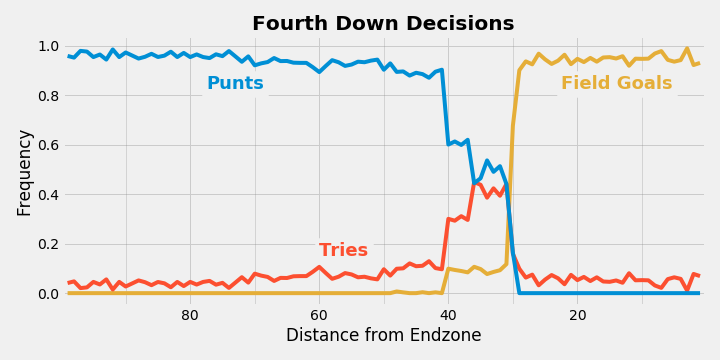 Fourth Down Decisions
1.0
0.8
0.6
0.4
0.2
0.0
Frequency
Punts
Field Goals
Tries
80
60
40
20
Distance from Endzone